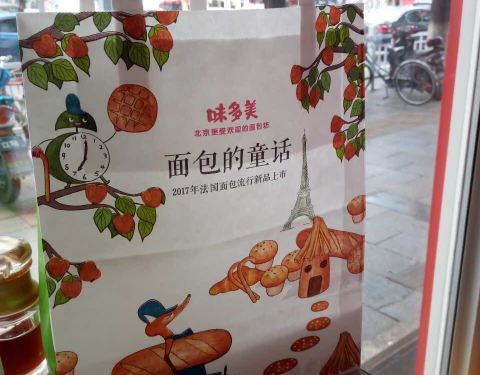 味多美
北京更受欢迎的面包坊
面包的童话
2017年法国面包流行新品上市